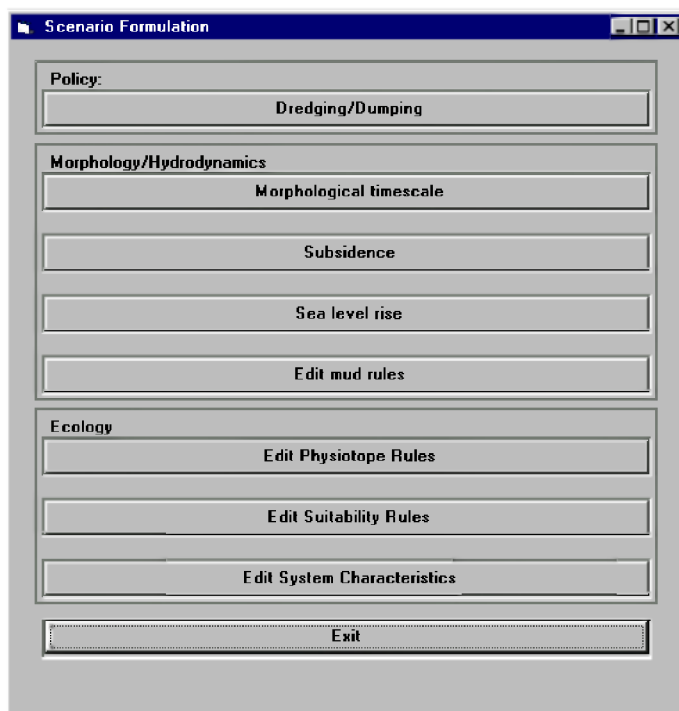 Scenario Formulation
Policy:
Dredging/Dumping
Morphology/Hydrodynamics
Morphological timescale
Subsidence
Sea level rise
Edit mud rules
Ecology
Edit Physiotope Rules
Edit Suitability Rules
Edit System Characteristics
Exit